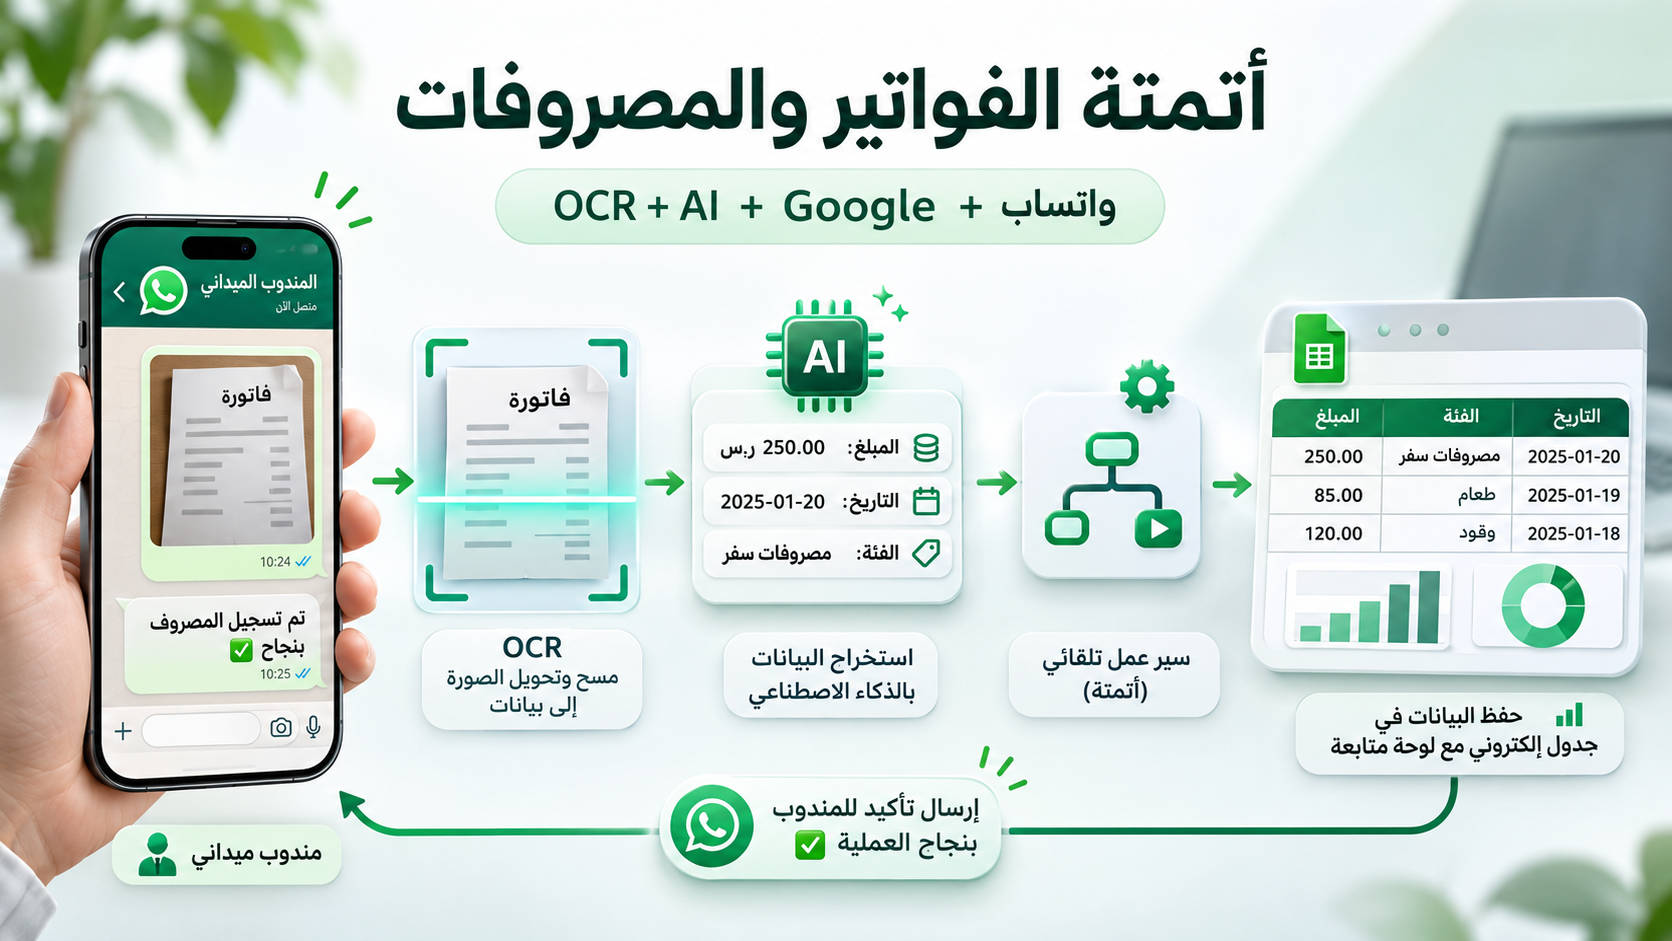 أتمتة الفواتير والمصروفات
OCR + AI + Google + واتساب
المندوب الميداني
متصل الآن
فاتورة
10:24
تم تسجيل المصروف
بنجاح ✅
10:25
مندوب ميداني
فاتورة
OCR
مسح وتحويل الصورة
إلى بيانات
AI
المبلغ: 250.00 ر.س
التاريخ: 2025-01-20
الفئة: مصروفات سفر
استخراج البيانات
بالذكاء الاصطناعي
سير عمل تلقائي
(أتمتة)
التاريخ الفئة المبلغ
2025-01-20 مصروفات سفر 250.00
2025-01-19 طعام 85.00
2025-01-18 وقود 120.00
حفظ البيانات في
جدول إلكتروني مع لوحة متابعة
إرسال تأكيد للمندوب
بنجاح العملية ✅